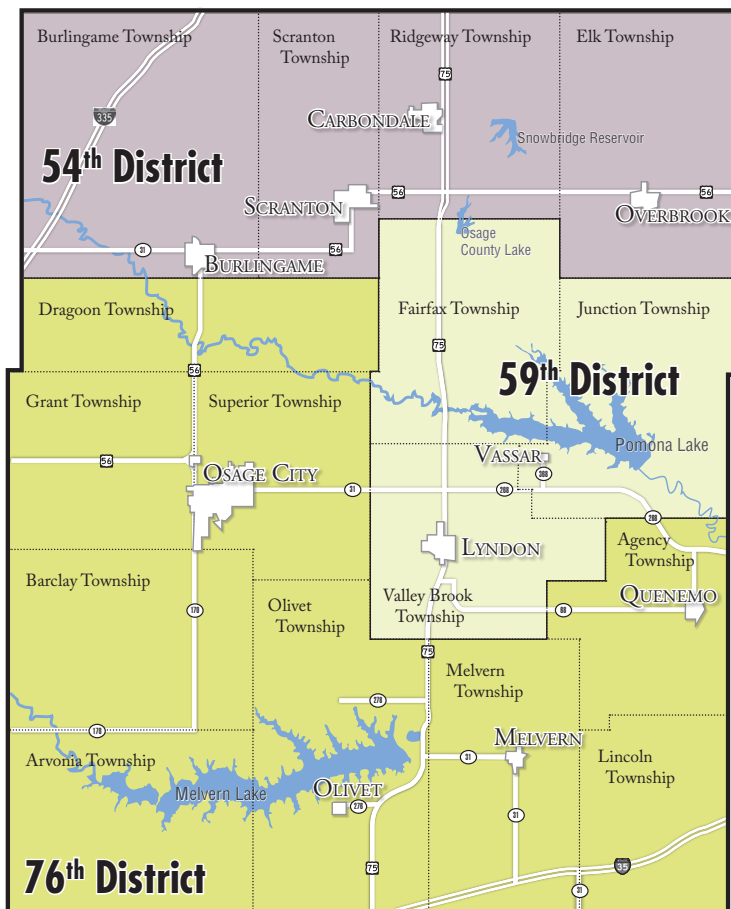 Burlingame Township
Scranton
Township
Ridgeway Township
Elk Township
75
335
CARBONDALE
Snowbridge Reservoir
54th District
SCRANTON
56
56
OVERBROOK
Osage
County Lake
31
56
BURLINGAME
Dragoon Township
Fairfax Township
Junction Township
75
56
59th District
Grant Township
Superior Township
Pomona Lake
VASSAR
56
OSAGE CITY
368
31
268
268
LYNDON
Agency
Township
Barclay Township
Olivet
Township
Valley Brook
Township
QUENEMO
170
68
75
Melvern
Township
278
170
Arvonia Township
MELVERN
31
Lincoln
Township
Melvern Lake
OLIVET
276
31
75
35
76th District
31